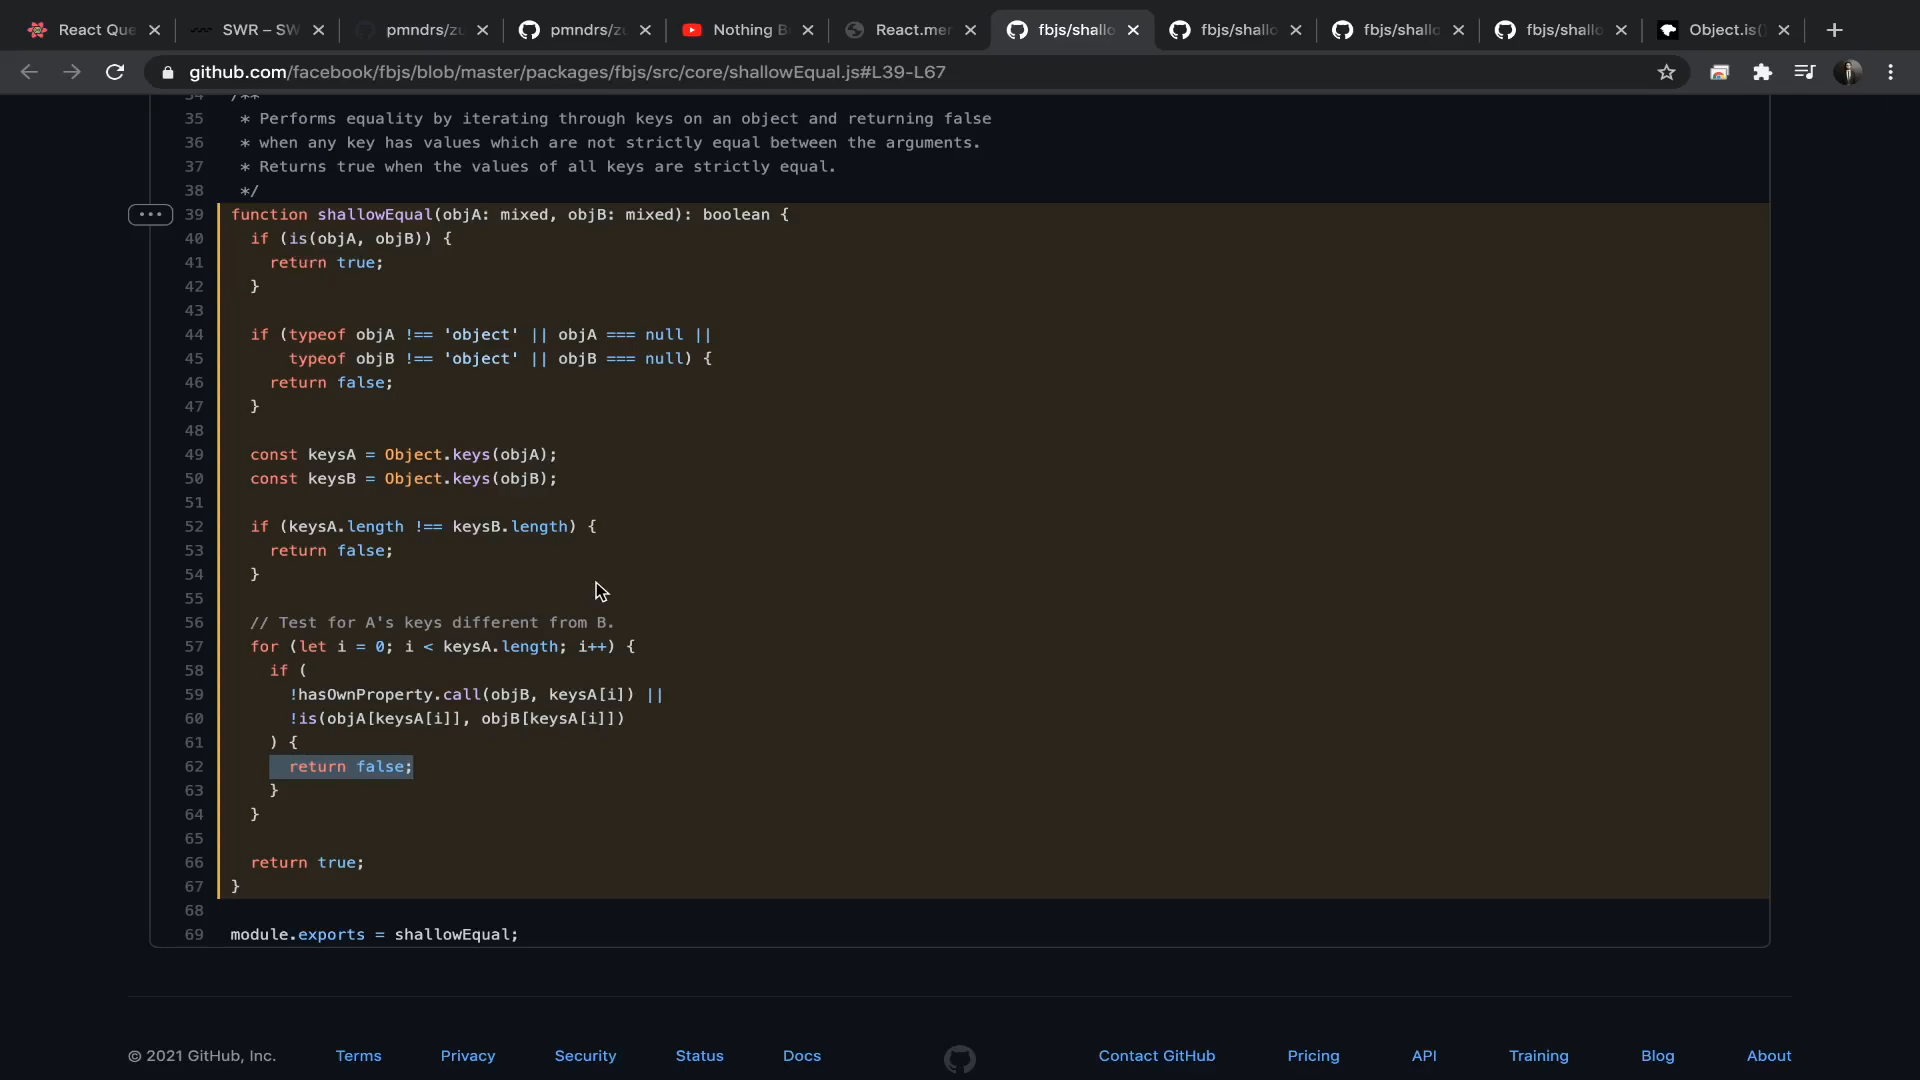 React Que
SWR – SW
pmndrs/zu
pmndrs/zu
Nothing B
React.mem
fbjs/shallo
fbjs/shallo
fbjs/shallo
fbjs/shallo
Object.is()
github.com/facebook/fbjs/blob/master/packages/fbjs/src/core/shallowEqual.js#L39-L67
34 /**
35 * Performs equality by iterating through keys on an object and returning false
36 * when any key has values which are not strictly equal between the arguments.
37 * Returns true when the values of all keys are strictly equal.
38 */
39 function shallowEqual(objA: mixed, objB: mixed): boolean {
40 if (is(objA, objB)) {
41 return true;
42 }
43
44 if (typeof objA !== 'object' || objA === null ||
45 typeof objB !== 'object' || objB === null) {
46 return false;
47 }
48
49 const keysA = Object.keys(objA);
50 const keysB = Object.keys(objB);
51
52 if (keysA.length !== keysB.length) {
53 return false;
54 }
55
56 // Test for A's keys different from B.
57 for (let i = 0; i < keysA.length; i++) {
58 if (
59 !hasOwnProperty.call(objB, keysA[i]) ||
60 !is(objA[keysA[i]], objB[keysA[i]])
61 ) {
62 return false;
63 }
64 }
65
66 return true;
67 }
68
69 module.exports = shallowEqual;
© 2021 GitHub, Inc. Terms Privacy Security Status Docs Contact GitHub Pricing API Training Blog About